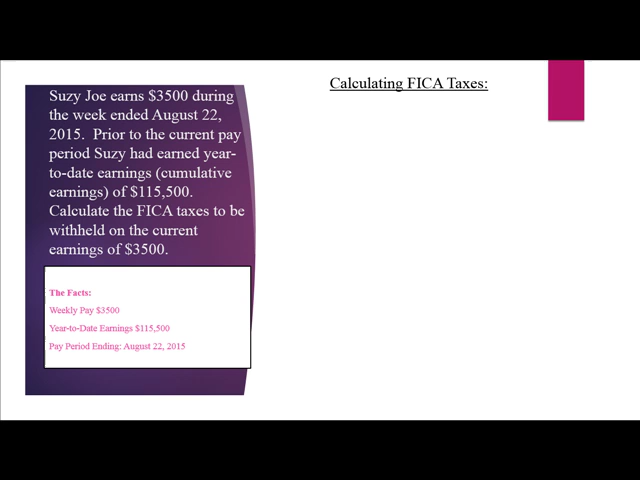 Calculating FICA Taxes:
Suzy Joe earns $3500 during
the week ended August 22,
2015.  Prior to the current pay
period Suzy had earned year-
to-date earnings (cumulative
earnings) of $115,500.
Calculate the FICA taxes to be
withheld on the current
earnings of $3500.
The Facts:
Weekly Pay $3500
Year-to-Date Earnings $115,500
Pay Period Ending: August 22, 2015